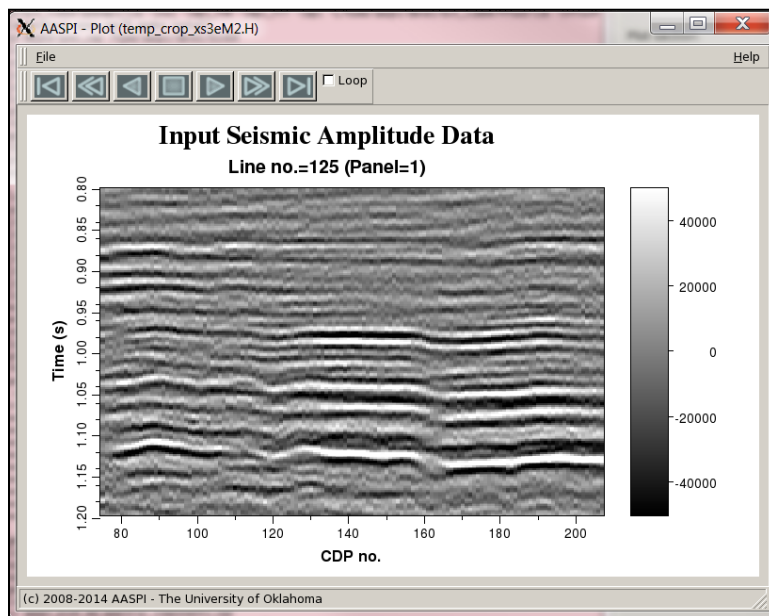 AASPI - Plot (temp_crop_xs3eM2.H)
File
Help
Loop
Input Seismic Amplitude Data
Line no.=125 (Panel=1)
0.80
0.85
0.90
0.95
1.00
1.05
1.10
1.15
1.20
Time (s)
80
100
120
140
160
180
200
CDP no.
40000
20000
0
-20000
-40000
(c) 2008-2014 AASPI - The University of Oklahoma